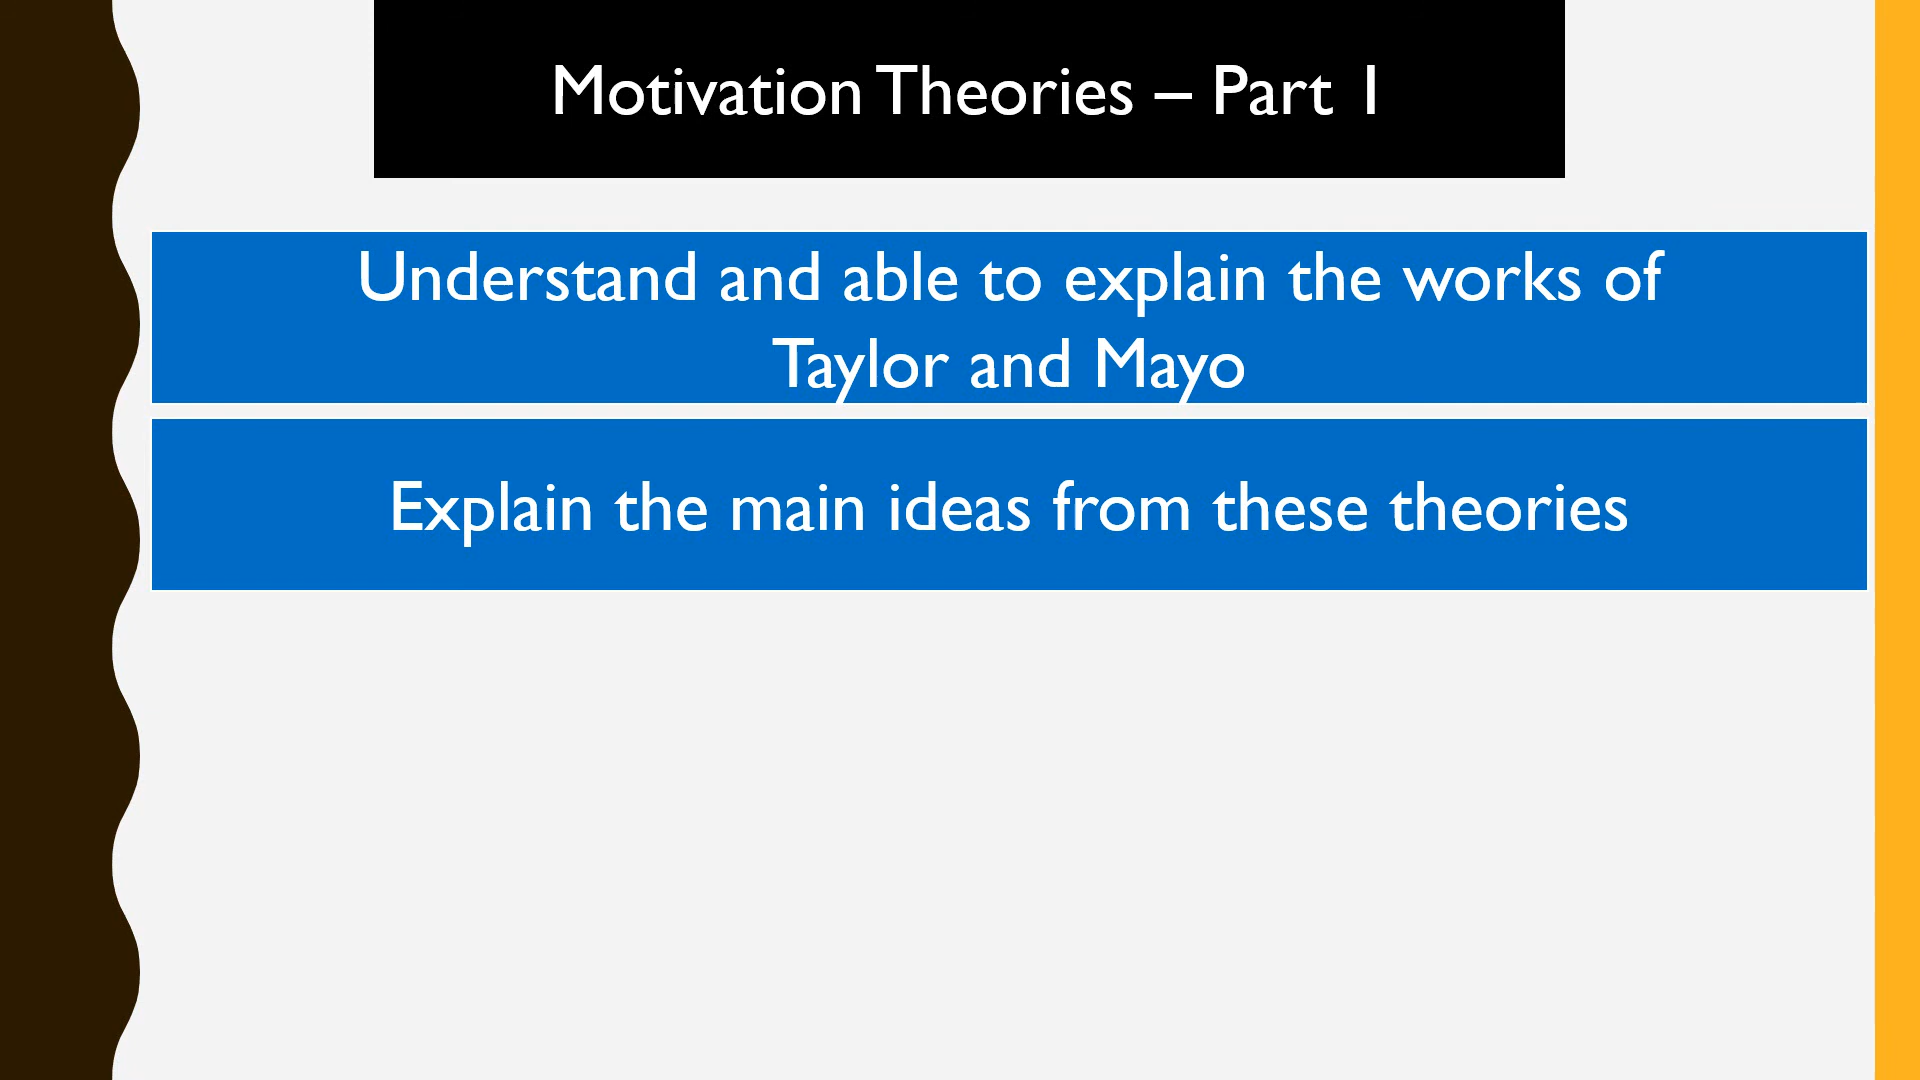 Motivation Theories – Part 1
Understand and able to explain the works of
Taylor and Mayo
Explain the main ideas from these theories